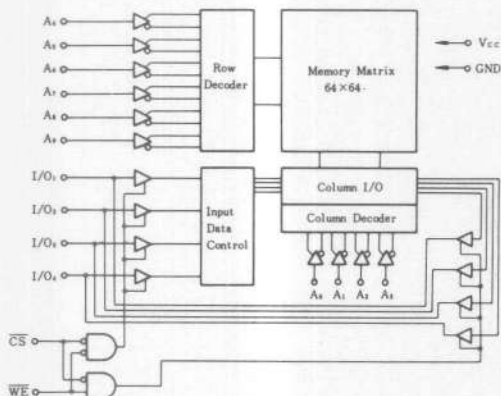 A₄
A₅
A₆
A₇
A₈
A₉
Row
Decoder
Memory Matrix
64×64
Vcc
GND
I/O₁
I/O₂
I/O₃
I/O₄
Input
Data
Control
Column I/O
Column Decoder
A₀ A₁ A₂ A₃
CS
WE